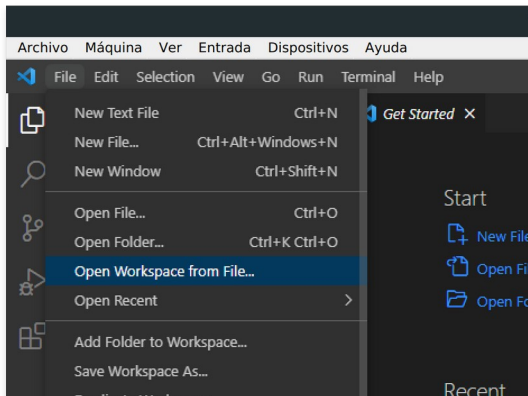 Archivo Máquina Ver Entrada Dispositivos Ayuda
File Edit Selection View Go Run Terminal Help
New Text File Ctrl+N
Get Started
New File... Ctrl+Alt+Windows+N
New Window Ctrl+Shift+N
Open File... Ctrl+O
Open Folder... Ctrl+K Ctrl+O
Open Workspace from File...
Open Recent
Add Folder to Workspace...
Save Workspace As...
Start
New File
Open Fi
Open Fo
Recent